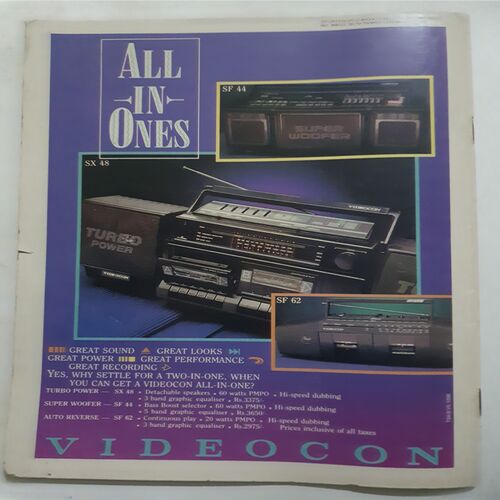 ALL
-IN-
ONES
SF 44
SUPER
WOOFER
SX 48
VIDEOCON
TURBO
POWER
VIDEOCON
SF 62
GREAT SOUND GREAT LOOKS
GREAT POWER GREAT PERFORMANCE
GREAT RECORDING
YES, WHY SETTLE FOR A TWO-IN-ONE, WHEN
YOU CAN GET A VIDEOCON ALL-IN-ONE?
TURBO POWER — SX 48 • Detachable speakers • 60 watts PMPO • Hi-speed dubbing
• 3 band graphic equaliser • Rs.3375/-
SUPER WOOFER — SF 44 • Bass Boost selector • 60 watts PMPO • Hi-speed dubbing
• 5 band graphic equaliser • Rs.3650/-
AUTO REVERSE — SF 62 • Continuous play • 20 watts PMPO • Hi-speed dubbing
• 3 band graphic equaliser • Rs.2975/- Prices inclusive of all taxes
VIDEOCON